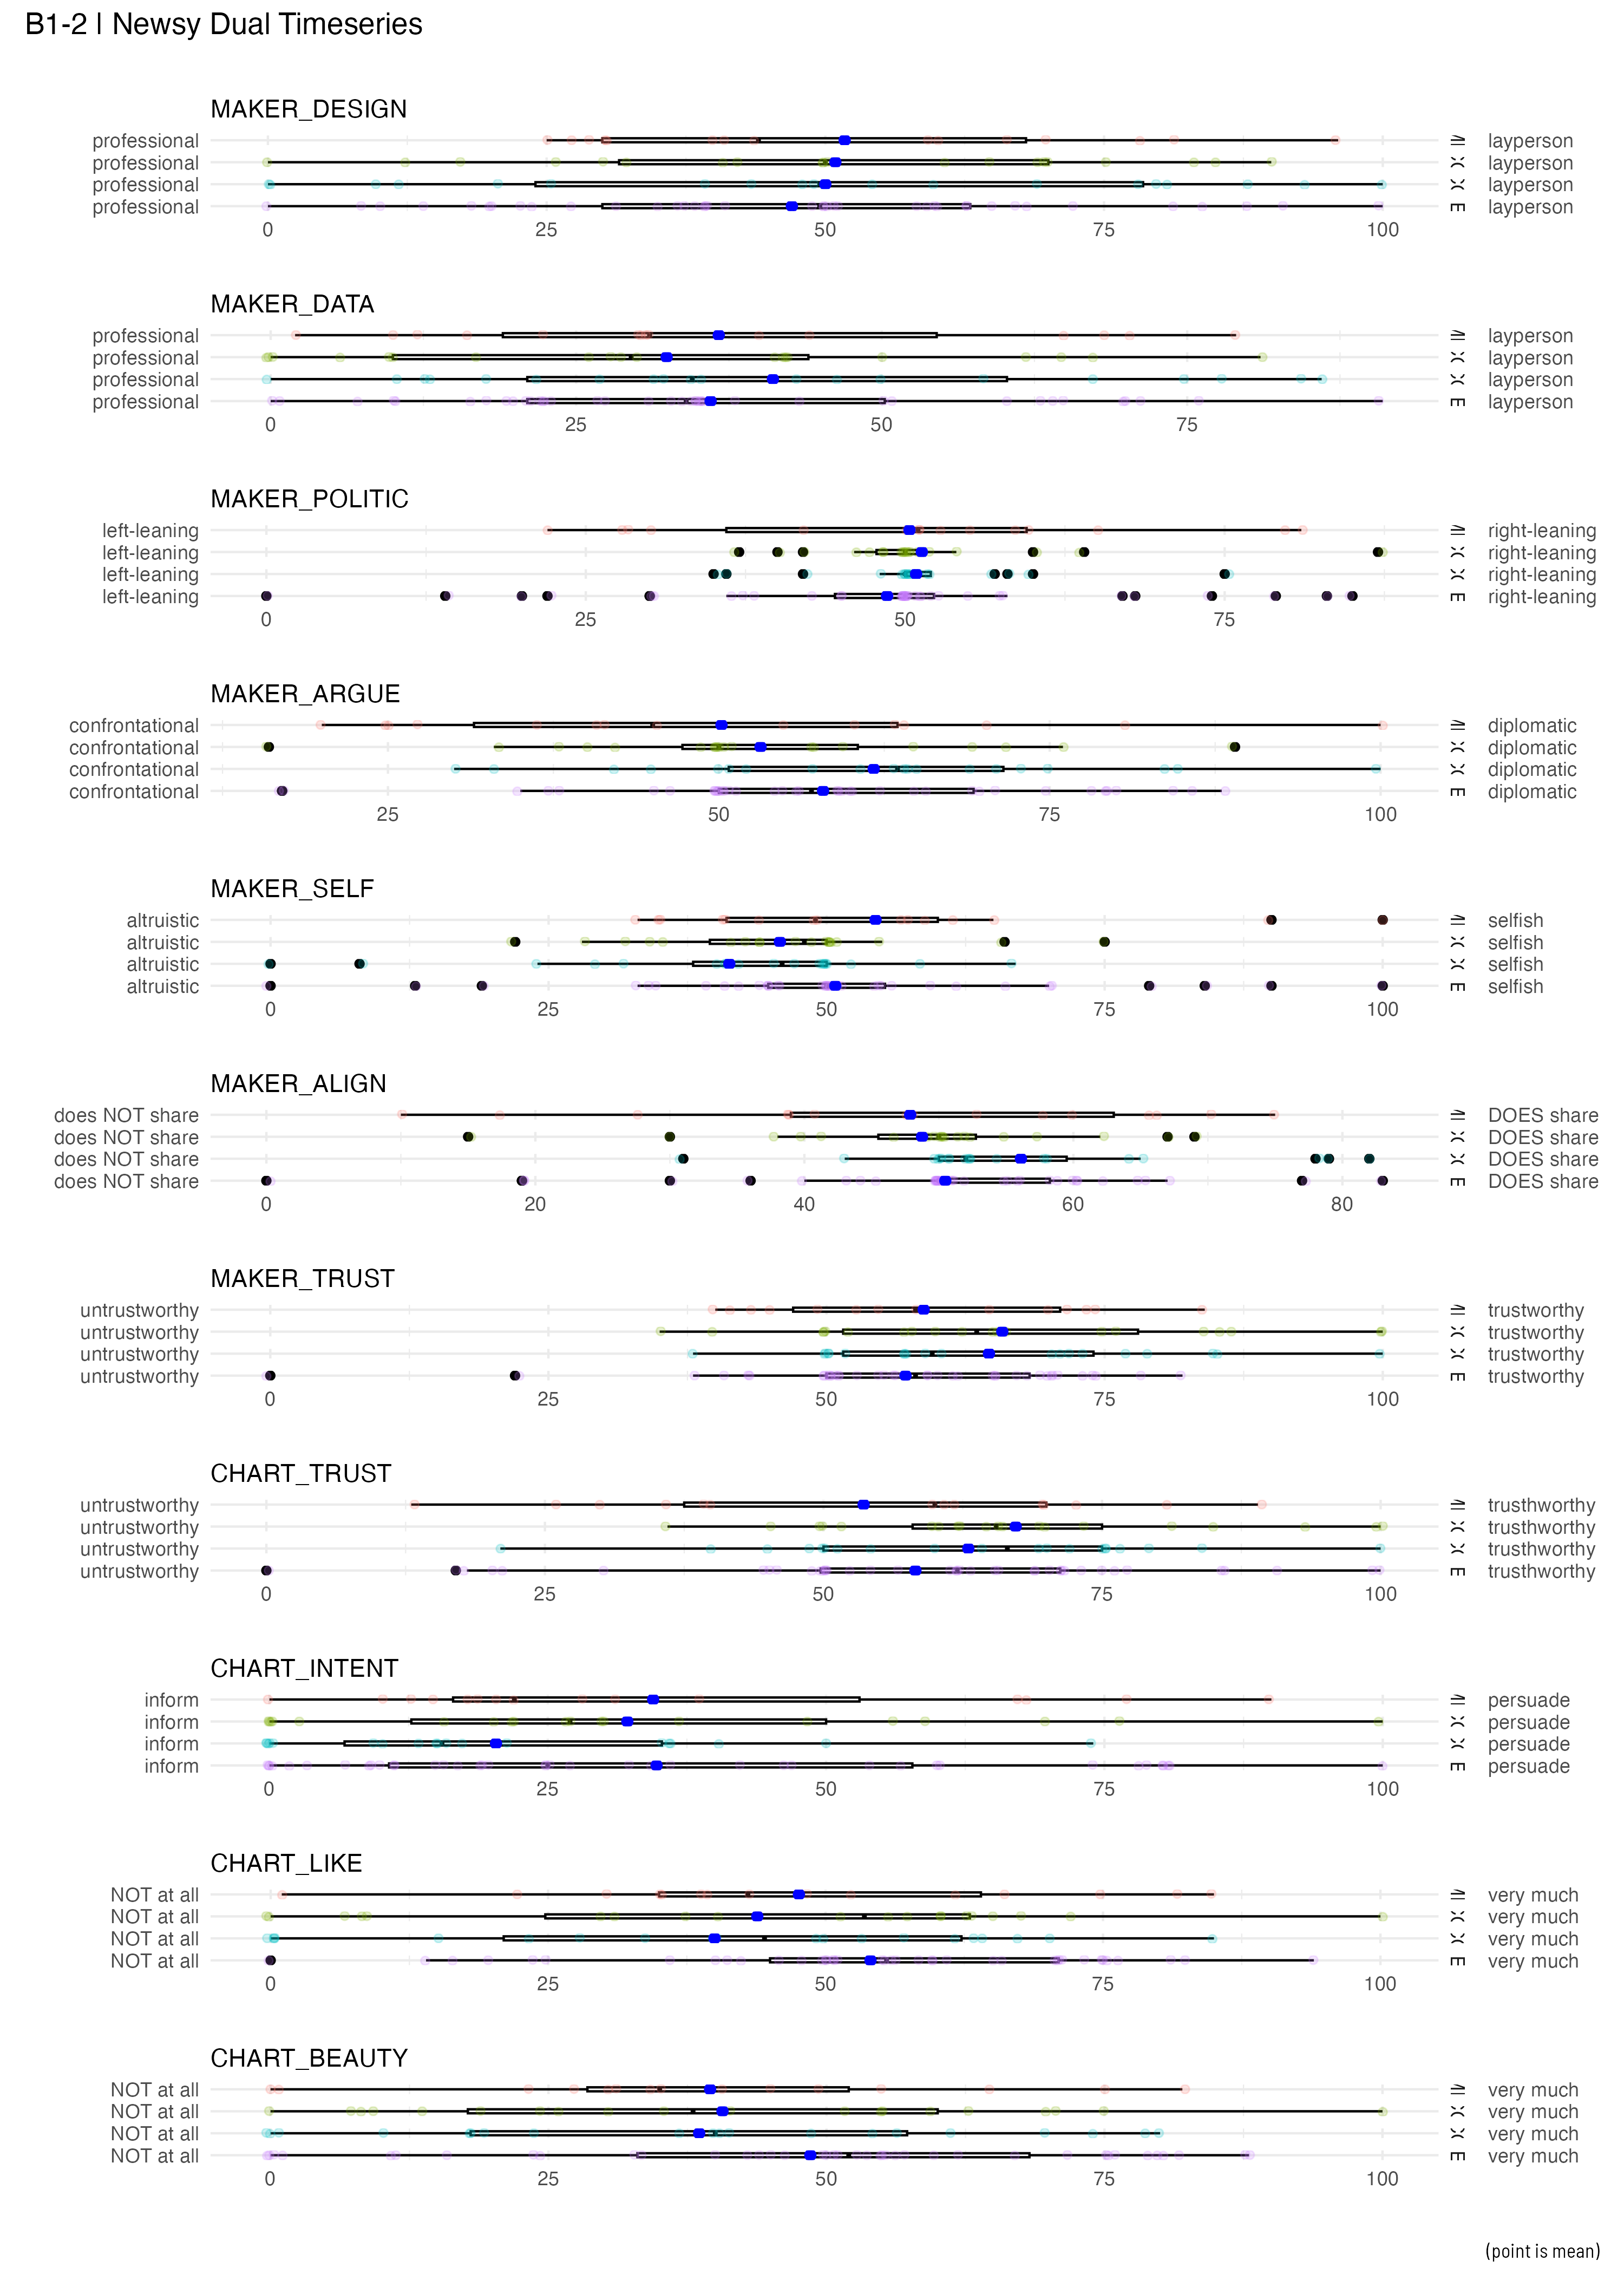 B1-2 | Newsy Dual Timeseries
MAKER_DESIGN
professional layperson
professional layperson
professional layperson
professional layperson
0 25 50 75 100
MAKER_DATA
professional layperson
professional layperson
professional layperson
professional layperson
0 25 50 75
MAKER_POLITIC
left-leaning right-leaning
left-leaning right-leaning
left-leaning right-leaning
left-leaning right-leaning
0 25 50 75
MAKER_ARGUE
confrontational diplomatic
confrontational diplomatic
confrontational diplomatic
confrontational diplomatic
25 50 75 100
MAKER_SELF
altruistic selfish
altruistic selfish
altruistic selfish
altruistic selfish
0 25 50 75 100
MAKER_ALIGN
does NOT share DOES share
does NOT share DOES share
does NOT share DOES share
does NOT share DOES share
0 20 40 60 80
MAKER_TRUST
untrustworthy trustworthy
untrustworthy trustworthy
untrustworthy trustworthy
untrustworthy trustworthy
0 25 50 75 100
CHART_TRUST
untrustworthy trusthworthy
untrustworthy trusthworthy
untrustworthy trusthworthy
untrustworthy trusthworthy
0 25 50 75 100
CHART_INTENT
inform persuade
inform persuade
inform persuade
inform persuade
0 25 50 75 100
CHART_LIKE
NOT at all very much
NOT at all very much
NOT at all very much
NOT at all very much
0 25 50 75 100
CHART_BEAUTY
NOT at all very much
NOT at all very much
NOT at all very much
NOT at all very much
0 25 50 75 100
(point is mean)